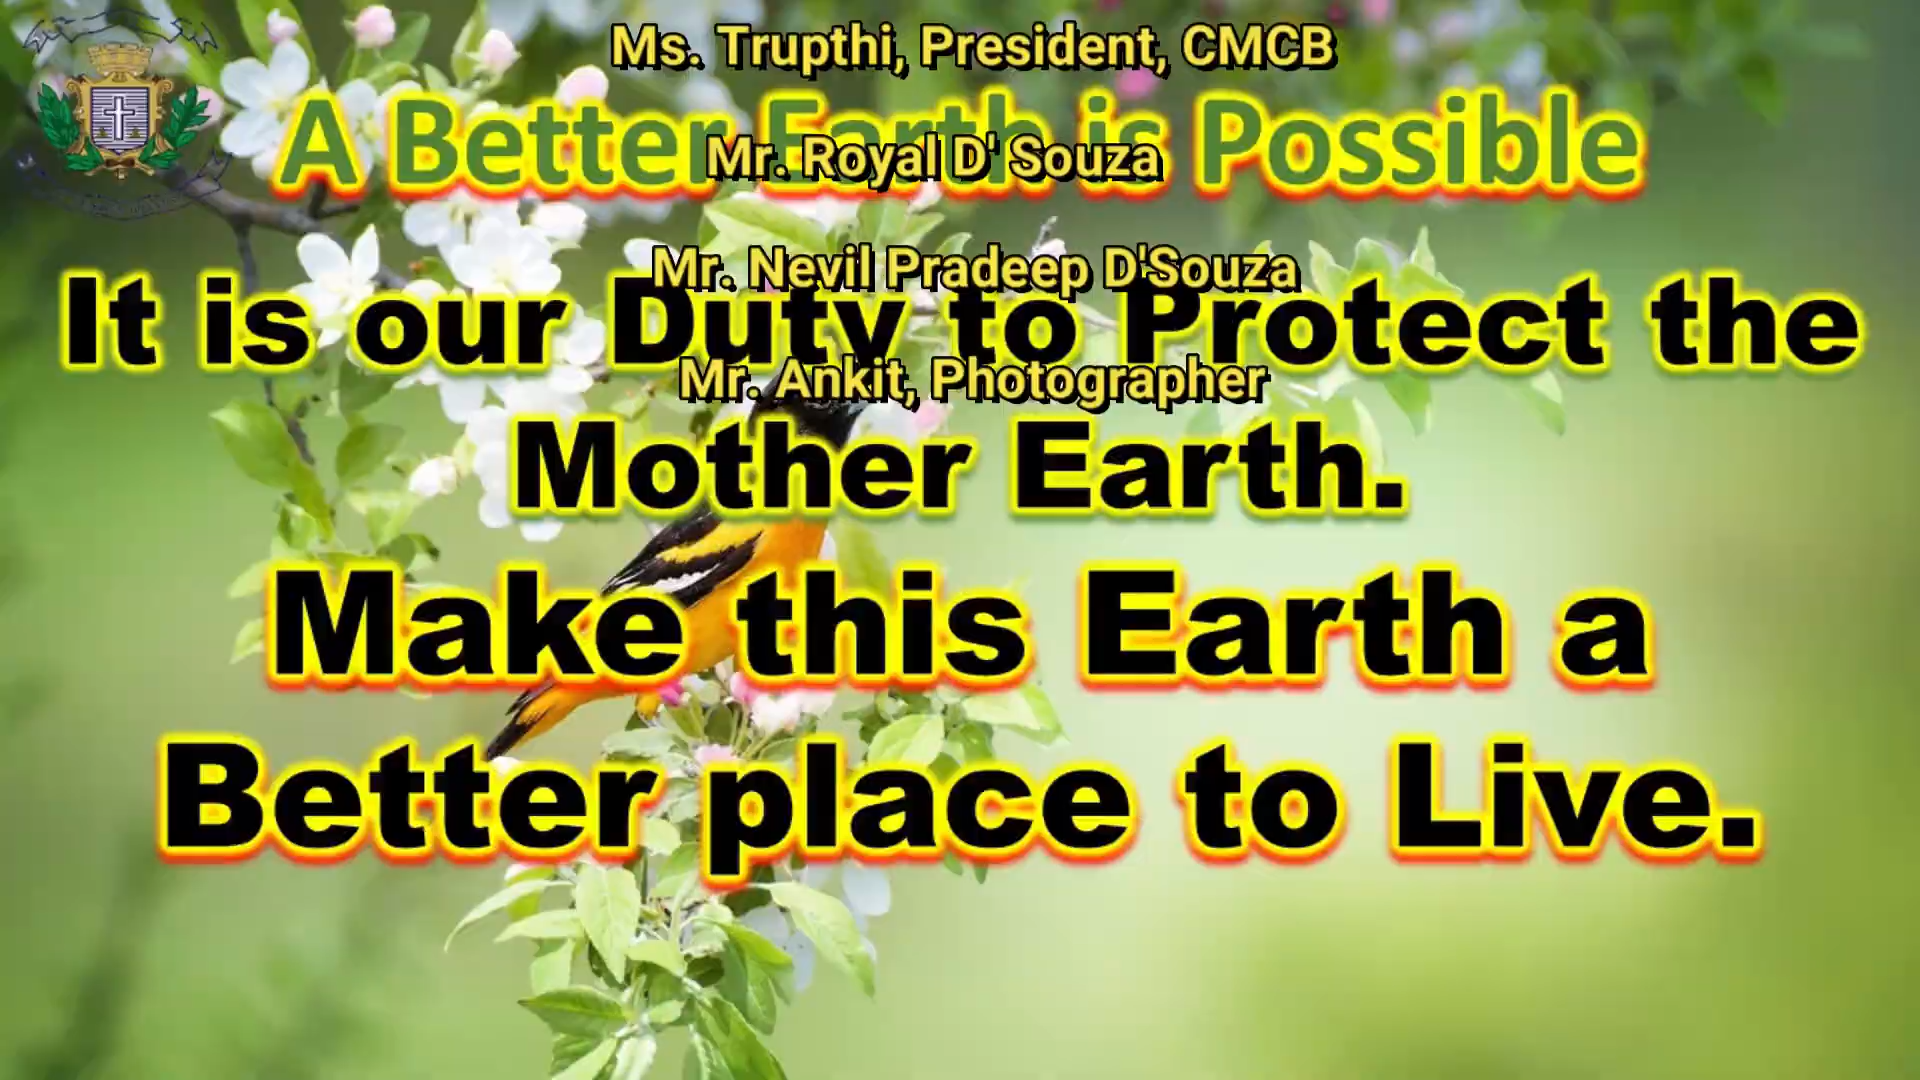 Ms. Trupthi, President, CMCB
A Better Earth is Possible
Mr. Royal D' Souza
Mr. Nevil Pradeep D'Souza
It is our Duty to Protect the
Mr. Ankit, Photographer
Mother Earth.
Make this Earth a
Better place to Live.